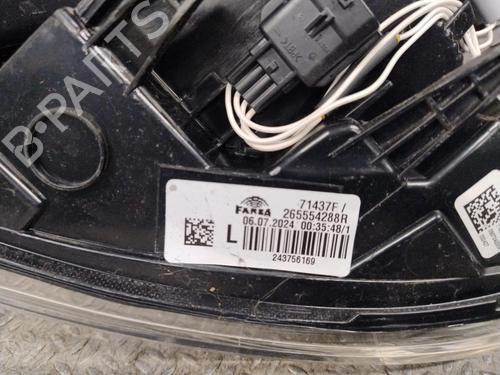 B-PARTS
FARBA
71437F /
265554288R
06.07.2024 00:35:48/1
L
243756169